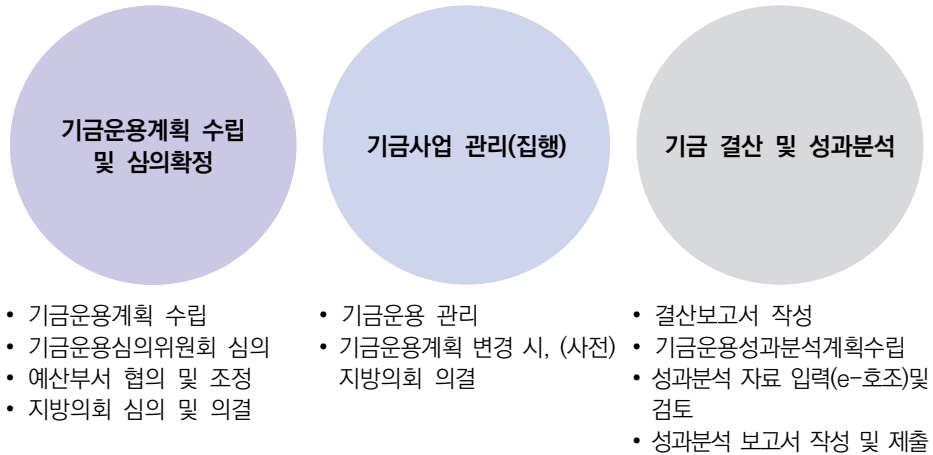 기금운용계획 수립
및 심의확정
기금사업 관리(집행)
기금 결산 및 성과분석
• 기금운용계획 수립
• 기금운용심의위원회 심의
• 예산부서 협의 및 조정
• 지방의회 심의 및 의결
• 기금운용 관리
• 기금운용계획 변경 시, (사전)
지방의회 의결
• 결산보고서 작성
• 기금운용성과분석계획수립
• 성과분석 자료 입력(e-호조)및
검토
• 성과분석 보고서 작성 및 제출